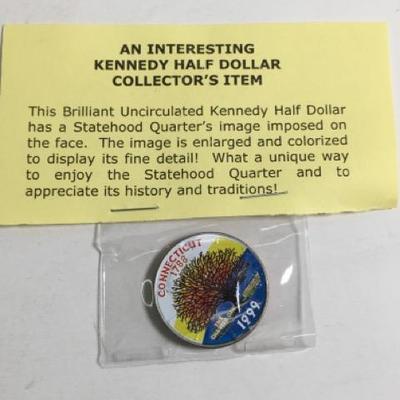 AN INTERESTING
KENNEDY HALF DOLLAR
COLLECTOR'S ITEM
This Brilliant Uncirculated Kennedy Half Dollar
has a Statehood Quarter's image imposed on
the face. The image is enlarged and colorized
to display its fine detail! What a unique way
to enjoy the Statehood Quarter and to
appreciate its history and traditions!
CONNECTICUT
1788
1999